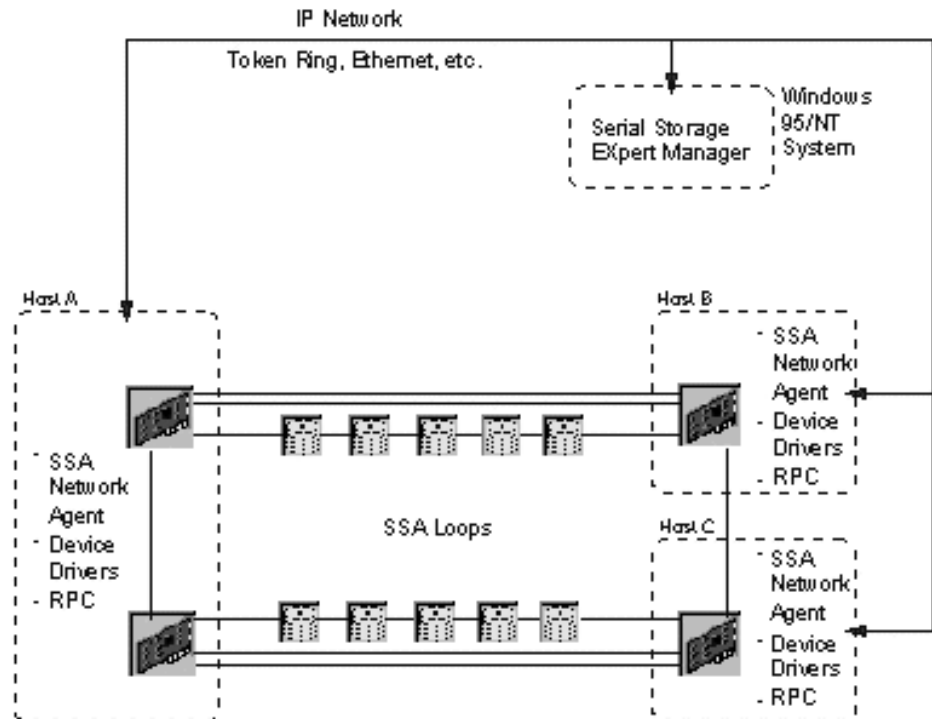 IP Network
Token Ring, Ethernet, etc.
Serial Storage
EXpert Manager
Windows
95/NT
System
Host A
- SSA
Network
Agent
- Device
Drivers
- RPC
SSA Loops
Host B
- SSA
Network
Agent
- Device
Drivers
- RPC
Host C
- SSA
Network
Agent
- Device
Drivers
- RPC